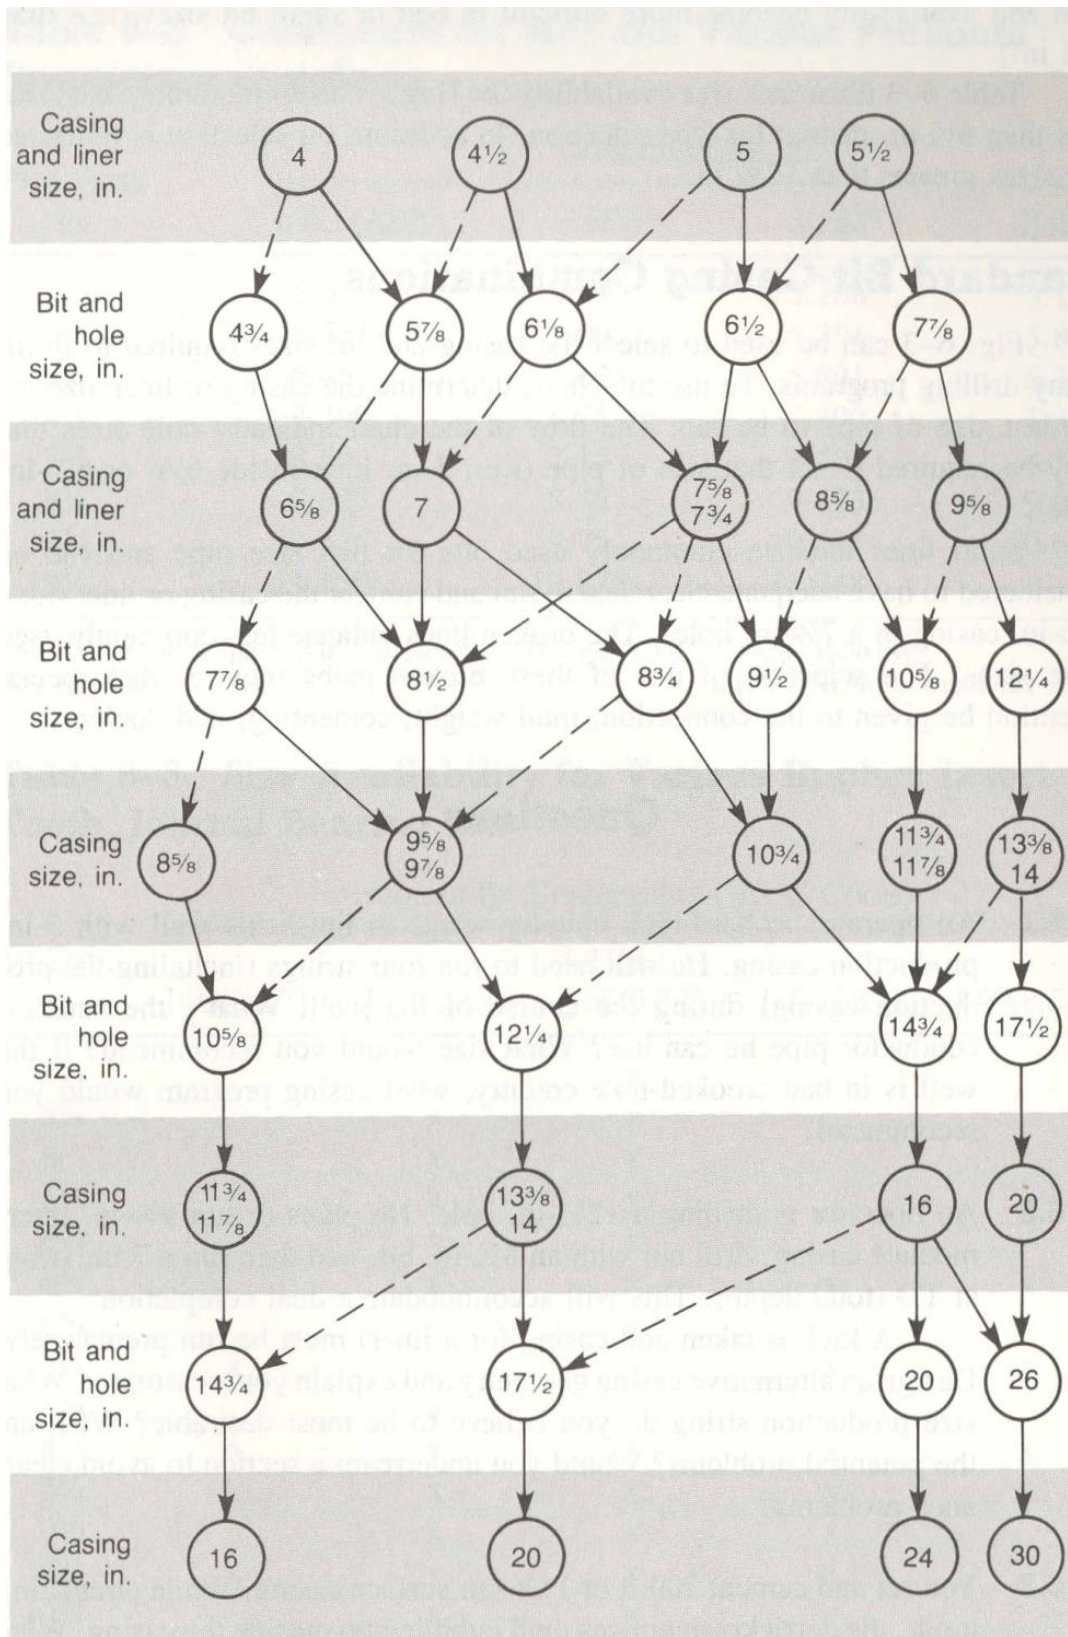 Casing
and liner
size, in.
4
4½
5
5½
Bit and
hole
size, in.
4¾
5⅞
6⅛
6½
7⅞
Casing
and liner
size, in.
6⅝
7
7⅝
7¾
8⅝
9⅝
Bit and
hole
size, in.
7⅞
8½
8¾
9½
10⅝
12¼
Casing
size, in.
8⅝
9⅝
9⅞
10¾
11¾
11⅞
13⅜
14
Bit and
hole
size, in.
10⅝
12¼
14¾
17½
Casing
size, in.
11¾
11⅞
13⅜
14
16
20
Bit and
hole
size, in.
14¾
17½
20
26
Casing
size, in.
16
20
24
30